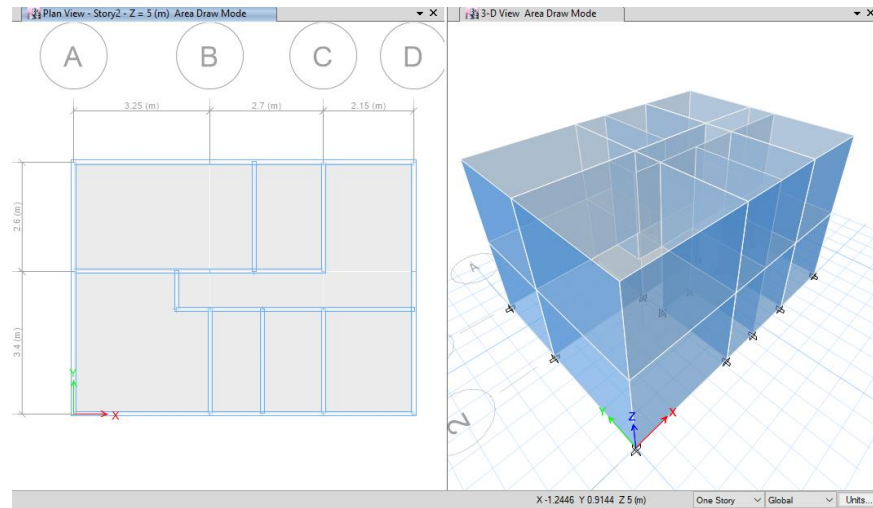 Plan View - Story2 - Z = 5 (m) Area Draw Mode
A
B
C
D
3.25 (m)
2.7 (m)
2.15 (m)
2.6 (m)
3.4 (m)
Y
X
3-D View Area Draw Mode
A
2
Y
Z
X
X -1.2446 Y 0.9144 Z 5 (m)
One Story
Global
Units...